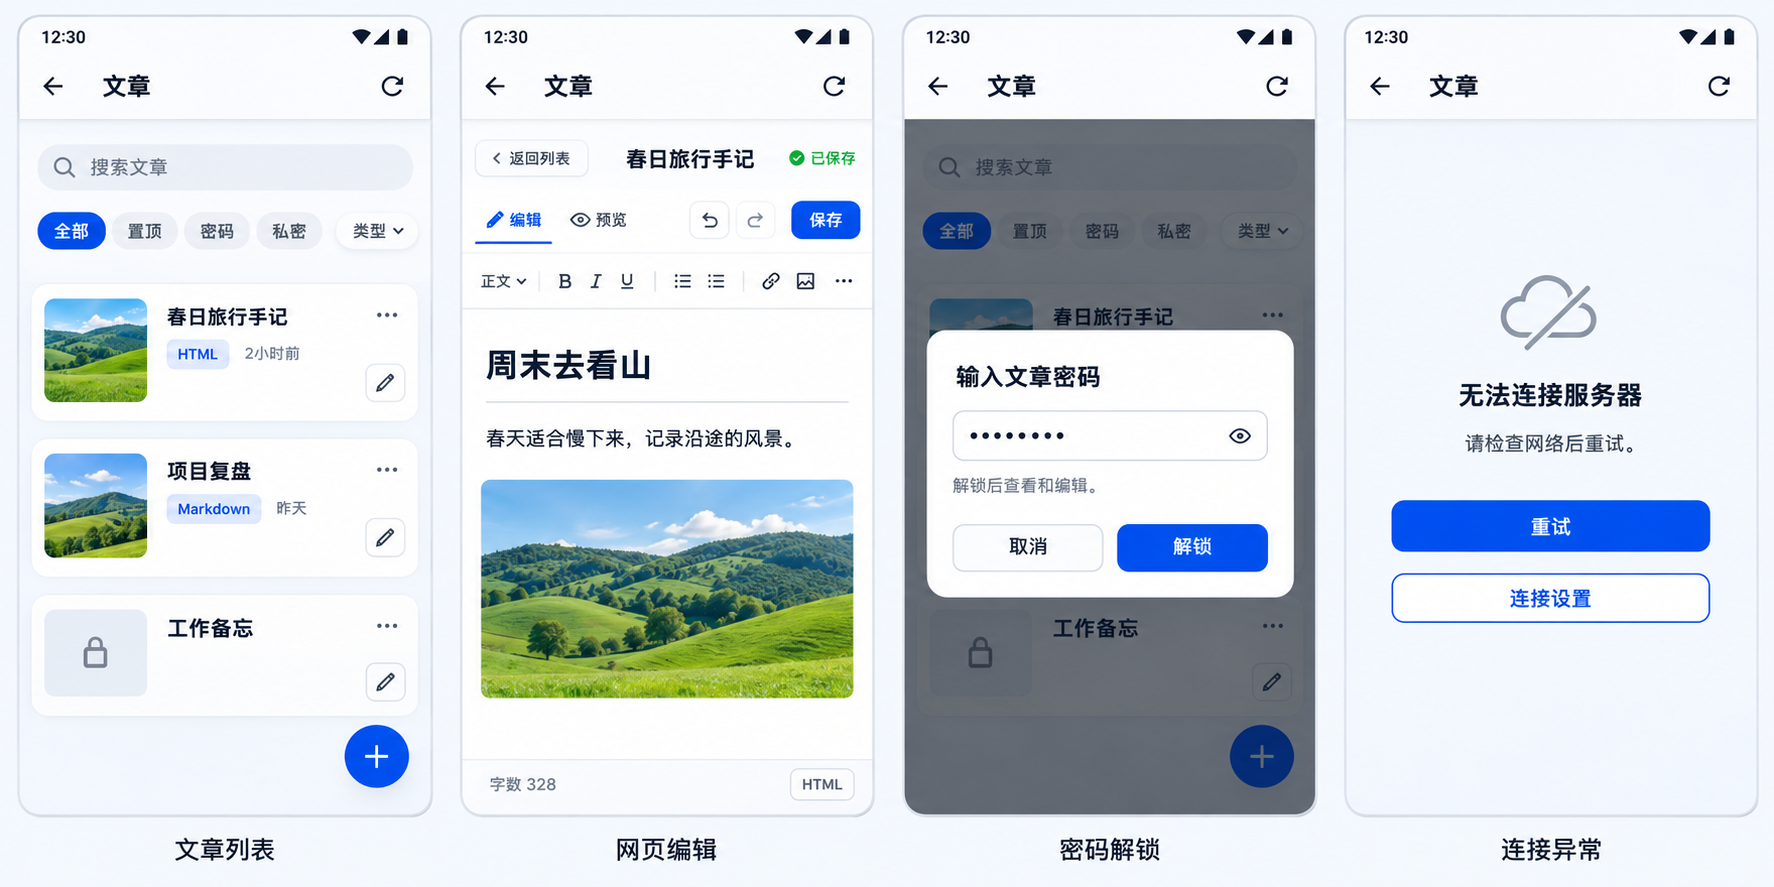 12:30
文章
搜索文章
全部 置顶 密码 私密 类型
春日旅行手记
HTML 2小时前
项目复盘
Markdown 昨天
工作备忘
文章列表
12:30
文章
返回列表 春日旅行手记 已保存
编辑 预览 保存
正文 B I U
周末去看山
春天适合慢下来，记录沿途的风景。
字数 328 HTML
网页编辑
12:30
文章
搜索文章
全部 置顶 密码 私密 类型
春日旅行手记
输入文章密码
••••••••
解锁后查看和编辑。
取消 解锁
工作备忘
密码解锁
12:30
文章
无法连接服务器
请检查网络后重试。
重试
连接设置
连接异常